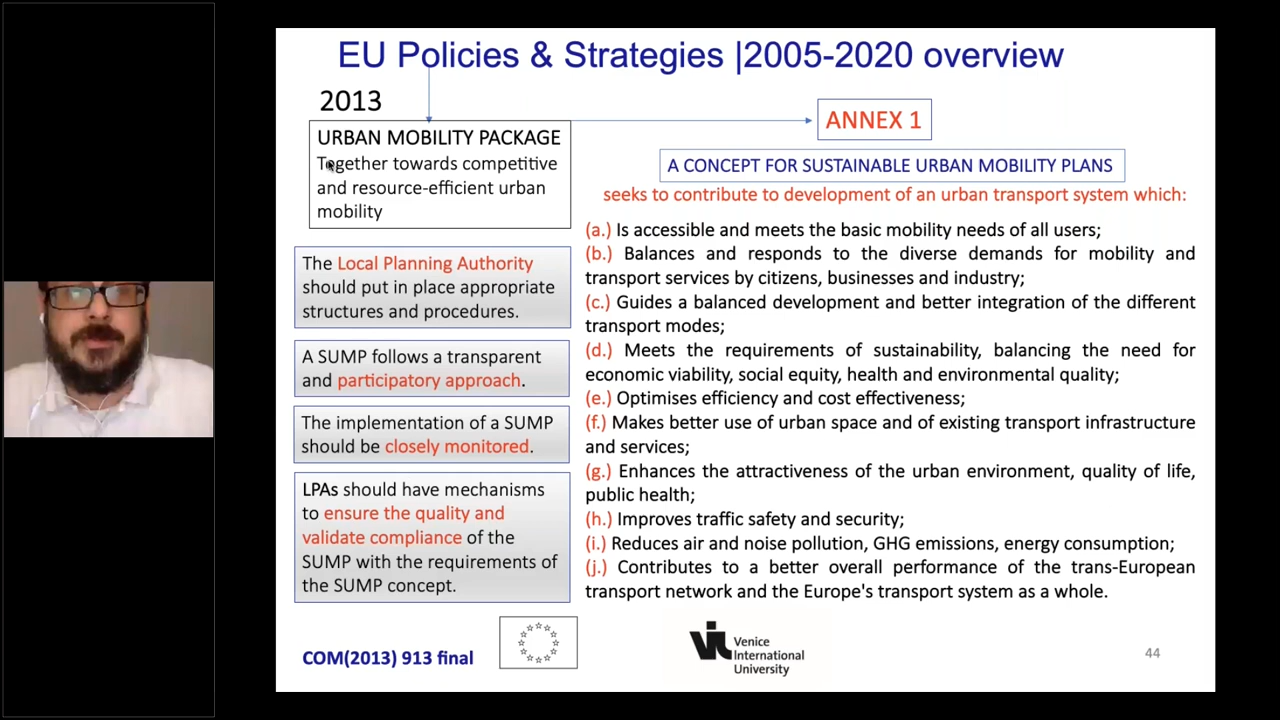 EU Policies & Strategies |2005-2020 overview
2013
URBAN MOBILITY PACKAGE
Together towards competitive
and resource-efficient urban
mobility
The Local Planning Authority
should put in place appropriate
structures and procedures.
A SUMP follows a transparent
and participatory approach.
The implementation of a SUMP
should be closely monitored.
LPAs should have mechanisms
to ensure the quality and
validate compliance of the
SUMP with the requirements of
the SUMP concept.
COM(2013) 913 final
ANNEX 1
A CONCEPT FOR SUSTAINABLE URBAN MOBILITY PLANS
seeks to contribute to development of an urban transport system which:
(a.) Is accessible and meets the basic mobility needs of all users;
(b.) Balances and responds to the diverse demands for mobility and
transport services by citizens, businesses and industry;
(c.) Guides a balanced development and better integration of the different
transport modes;
(d.) Meets the requirements of sustainability, balancing the need for
economic viability, social equity, health and environmental quality;
(e.) Optimises efficiency and cost effectiveness;
(f.) Makes better use of urban space and of existing transport infrastructure
and services;
(g.) Enhances the attractiveness of the urban environment, quality of life,
public health;
(h.) Improves traffic safety and security;
(i.) Reduces air and noise pollution, GHG emissions, energy consumption;
(j.) Contributes to a better overall performance of the trans-European
transport network and the Europe's transport system as a whole.
VIU
Venice
International
University
44